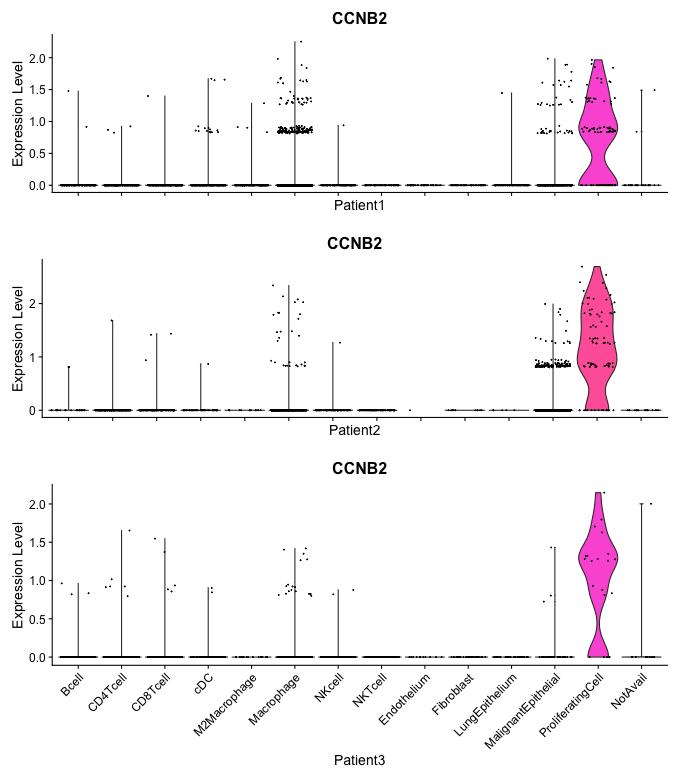 CCNB2
Expression Level
2.0
1.5
1.0
0.5
0.0
Patient1
CCNB2
Expression Level
2
1
0
Patient2
CCNB2
Expression Level
2.0
1.5
1.0
0.5
0.0
Bcell
CD4Tcell
CD8Tcell
cDC
M2Macrophage
Macrophage
NKcell
NKTcell
Endothelium
Fibroblast
LungEpithelium
MalignantEpithelial
ProliferatingCell
NotAvail
Patient3